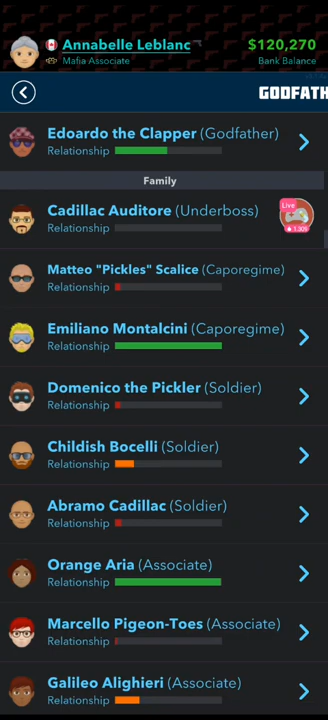 Annabelle Leblanc
$120,270
Mafia Associate
Bank Balance
GODFATH
Edoardo the Clapper (Godfather)
Relationship
Family
Cadillac Auditore (Underboss)
Relationship
Live
Matteo "Pickles" Scalice (Caporegime)
Relationship
Emiliano Montalcini (Caporegime)
Relationship
Domenico the Pickler (Soldier)
Relationship
Childish Bocelli (Soldier)
Relationship
Abramo Cadillac (Soldier)
Relationship
Orange Aria (Associate)
Relationship
Marcello Pigeon-Toes (Associate)
Relationship
Galileo Alighieri (Associate)
Relationship